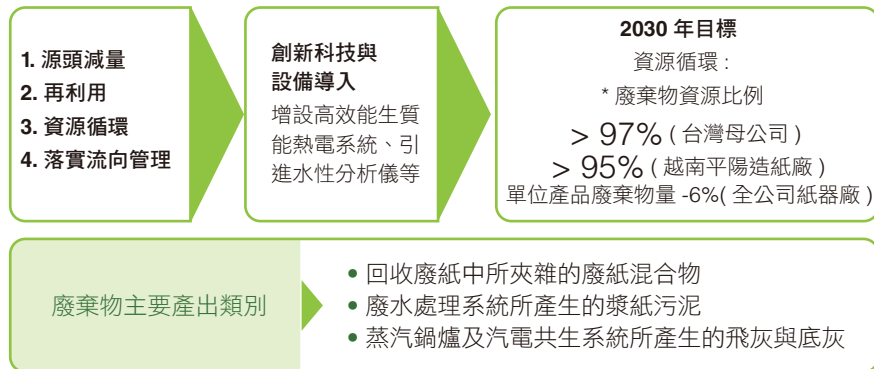 1. 源頭減量
2. 再利用
3. 資源循環
4. 落實流向管理
創新科技與
設備導入
增設高效能生質
能熱電系統、引
進水性分析儀等
2030 年目標
資源循環 :
* 廢棄物資源比例
> 97% ( 台灣母公司 )
> 95% ( 越南平陽造紙廠 )
單位產品廢棄物量 -6%( 全公司紙器廠 )
廢棄物主要產出類別
• 回收廢紙中所夾雜的廢紙混合物
• 廢水處理系統所產生的漿紙污泥
• 蒸汽鍋爐及汽電共生系統所產生的飛灰與底灰